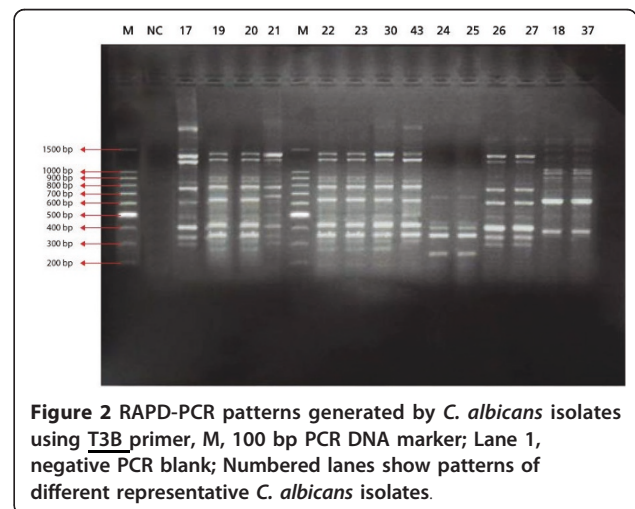 M NC 17 19 20 21 M 22 23 30 43 24 25 26 27 18 37
1500 bp
1000 bp
900 bp
800 bp
700 bp
600 bp
500 bp
400 bp
300 bp
200 bp
Figure 2 RAPD-PCR patterns generated by C. albicans isolates
using T3B primer, M, 100 bp PCR DNA marker; Lane 1,
negative PCR blank; Numbered lanes show patterns of
different representative C. albicans isolates.